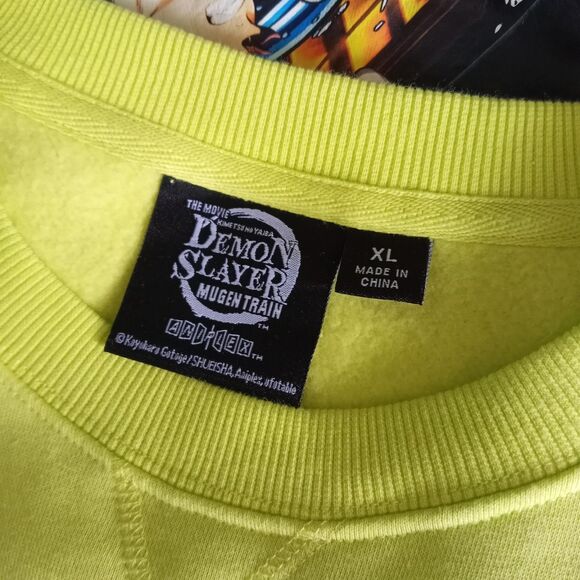 THE MOVIE
KIMETSU NO YAIBA
DEMON
SLAYER
MUGEN TRAIN
TM
ANIPLEX TM
©Koyoharu Gotoge/SHUEISHA, Aniplex, ufotable
XL
MADE IN
CHINA